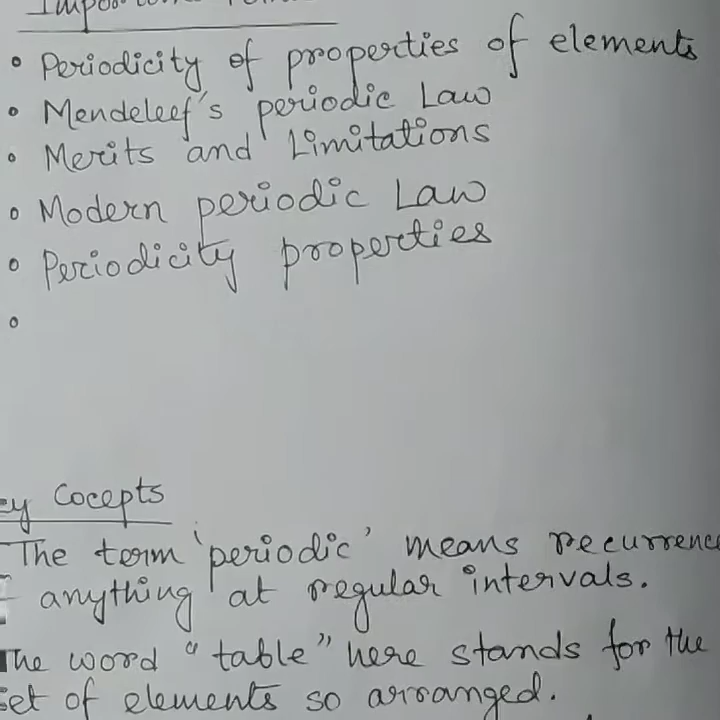 • Periodicity of properties of elements
• Mendeleef's periodic Law
• Merits and Limitations
• Modern periodic Law
• Periodicity properties
•
ey Cocepts
The term 'periodic' means recurrence
anything at regular intervals.
The word "table" here stands for the
set of elements so arranged.